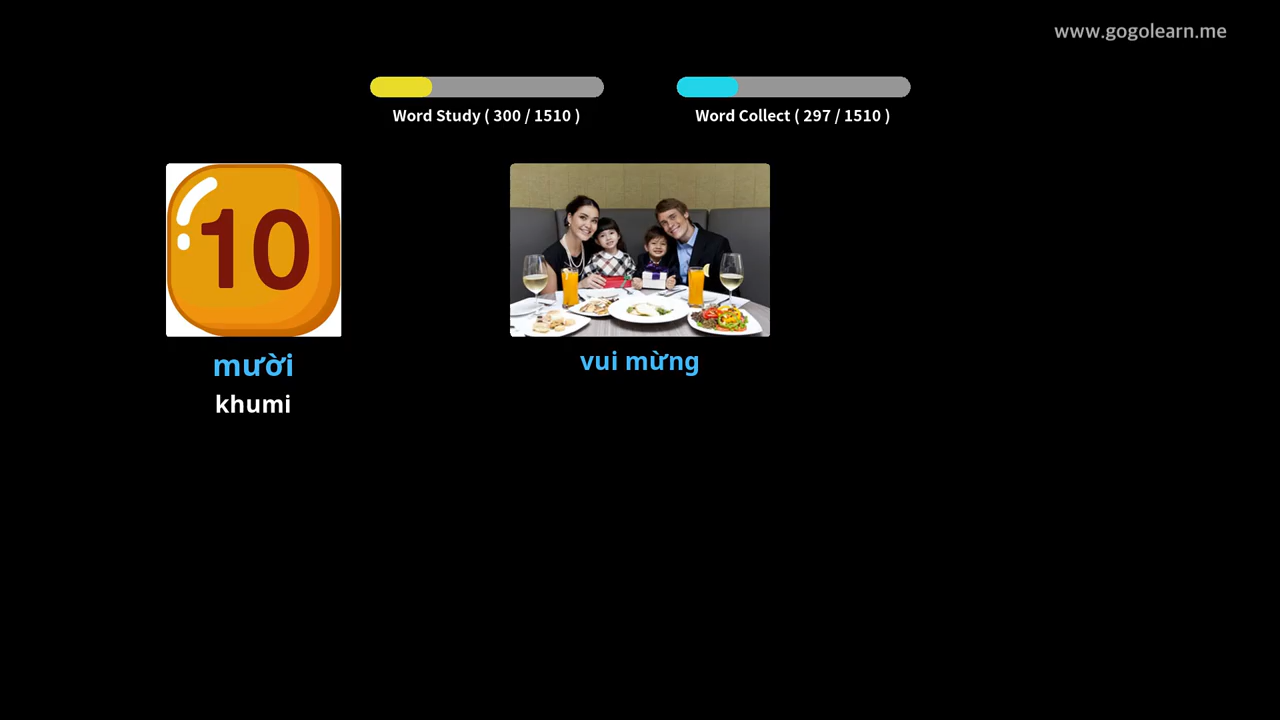 www.gogolearn.me
Word Study ( 300 / 1510 )
Word Collect ( 297 / 1510 )
10
mười
khumi
vui mừng